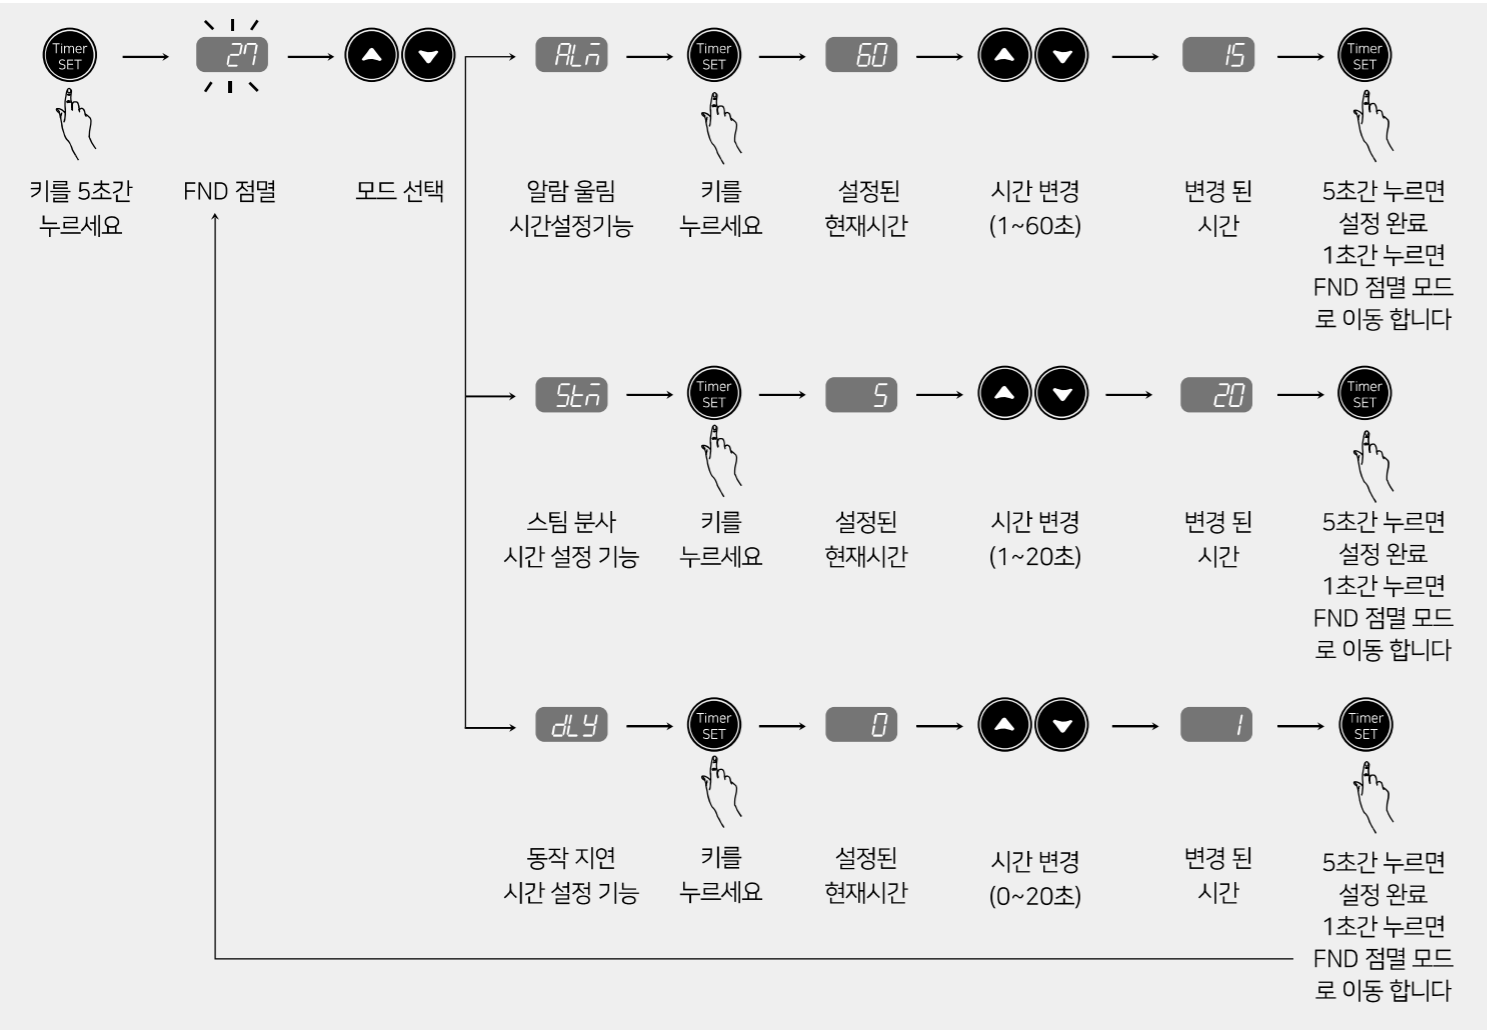 Timer
SET
27
ALm
Timer
SET
60
15
Timer
SET
키를 5초간
누르세요
FND 점멸
모드 선택
알람 울림
시간설정기능
키를
누르세요
설정된
현재시간
시간 변경
(1~60초)
변경 된
시간
5초간 누르면
설정 완료
1초간 누르면
FND 점멸 모드
로 이동 합니다
Stm
Timer
SET
5
20
Timer
SET
스팀 분사
시간 설정 기능
키를
누르세요
설정된
현재시간
시간 변경
(1~20초)
변경 된
시간
5초간 누르면
설정 완료
1초간 누르면
FND 점멸 모드
로 이동 합니다
dLY
Timer
SET
0
1
Timer
SET
동작 지연
시간 설정 기능
키를
누르세요
설정된
현재시간
시간 변경
(0~20초)
변경 된
시간
5초간 누르면
설정 완료
1초간 누르면
FND 점멸 모드
로 이동 합니다